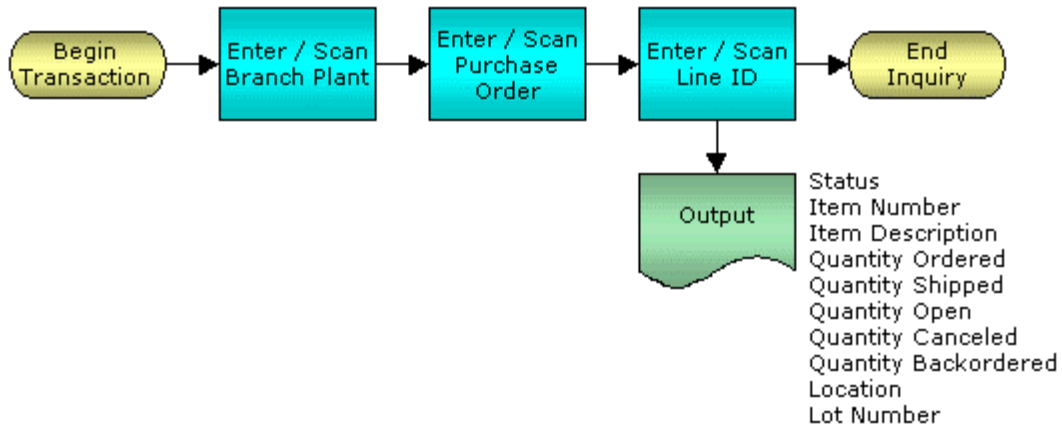 Begin
Transaction
Enter / Scan
Branch Plant
Enter / Scan
Purchase
Order
Enter / Scan
Line ID
End
Inquiry
Output
Status
Item Number
Item Description
Quantity Ordered
Quantity Shipped
Quantity Open
Quantity Canceled
Quantity Backordered
Location
Lot Number